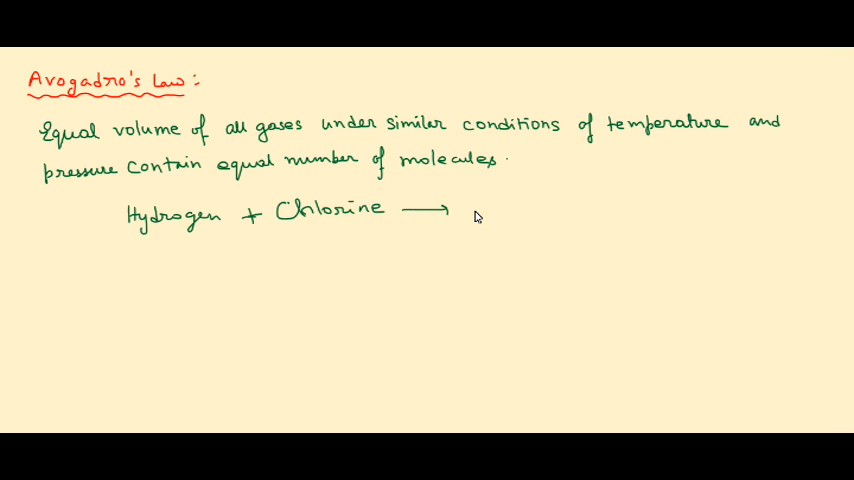 Avogadro's Law:
Equal volume of all gases under similar conditions of temperature and
pressure contain equal number of molecules.
Hydrogen + Chlorine ⟶